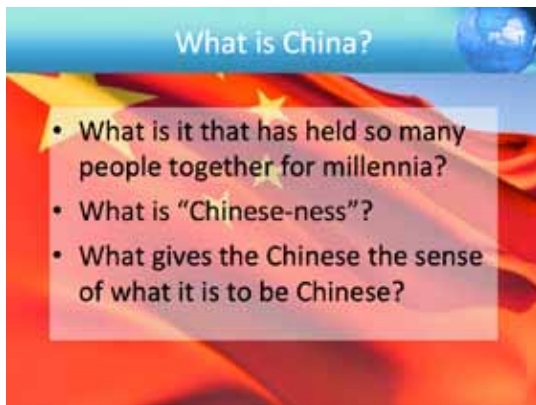 What is China?
• What is it that has held so many
people together for millennia?
• What is “Chinese-ness”?
• What gives the Chinese the sense
of what it is to be Chinese?